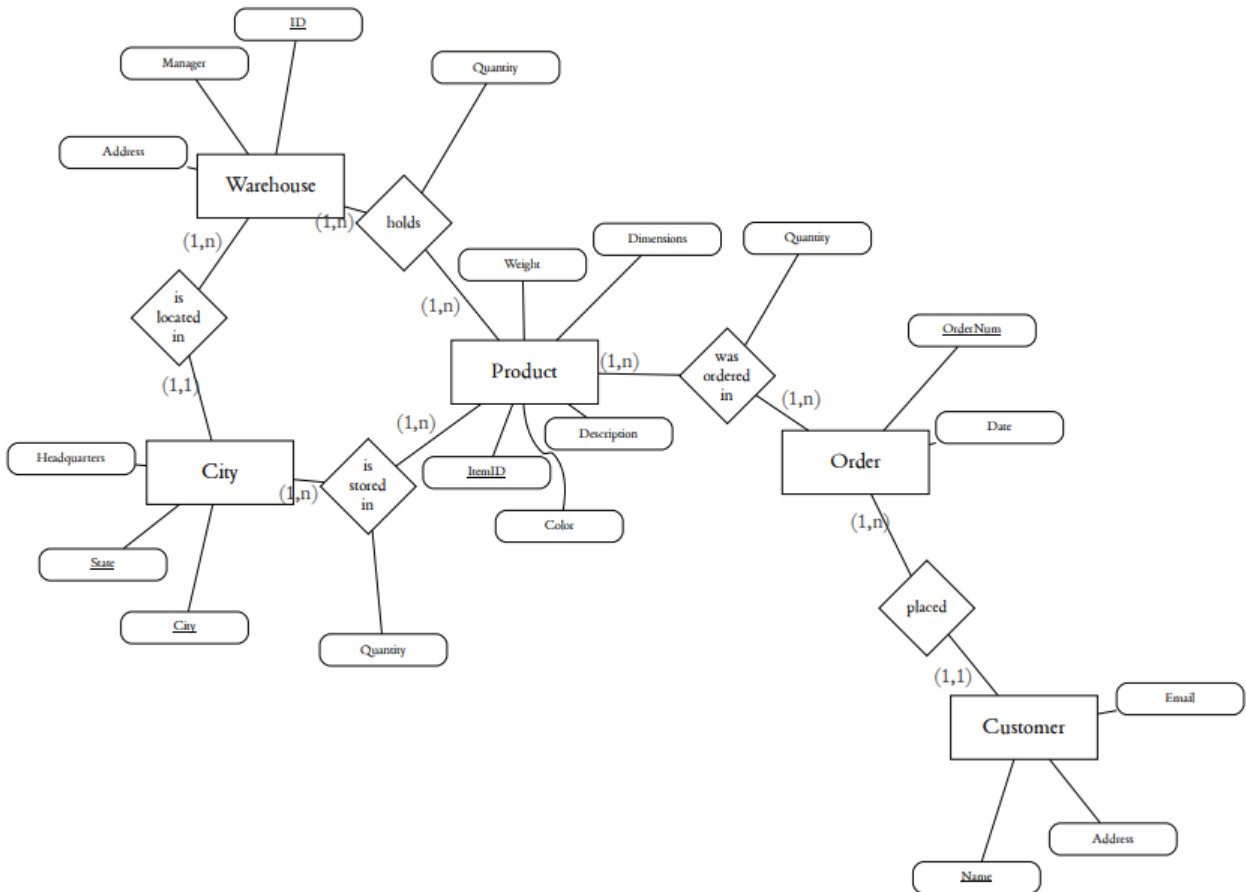 ID
Manager
Quantity
Address
Warehouse
(1,n)
holds
(1,n)
Dimensions
Quantity
Weight
(1,n)
is
located
in
(1,n)
OrderNum
Product
(1,n)
was
ordered
in
(1,1)
(1,n)
(1,n)
Description
Date
Headquarters
City
ItemID
Order
(1,n)
is
stored
in
Color
(1,n)
State
City
Quantity
placed
(1,1)
Email
Customer
Address
Name